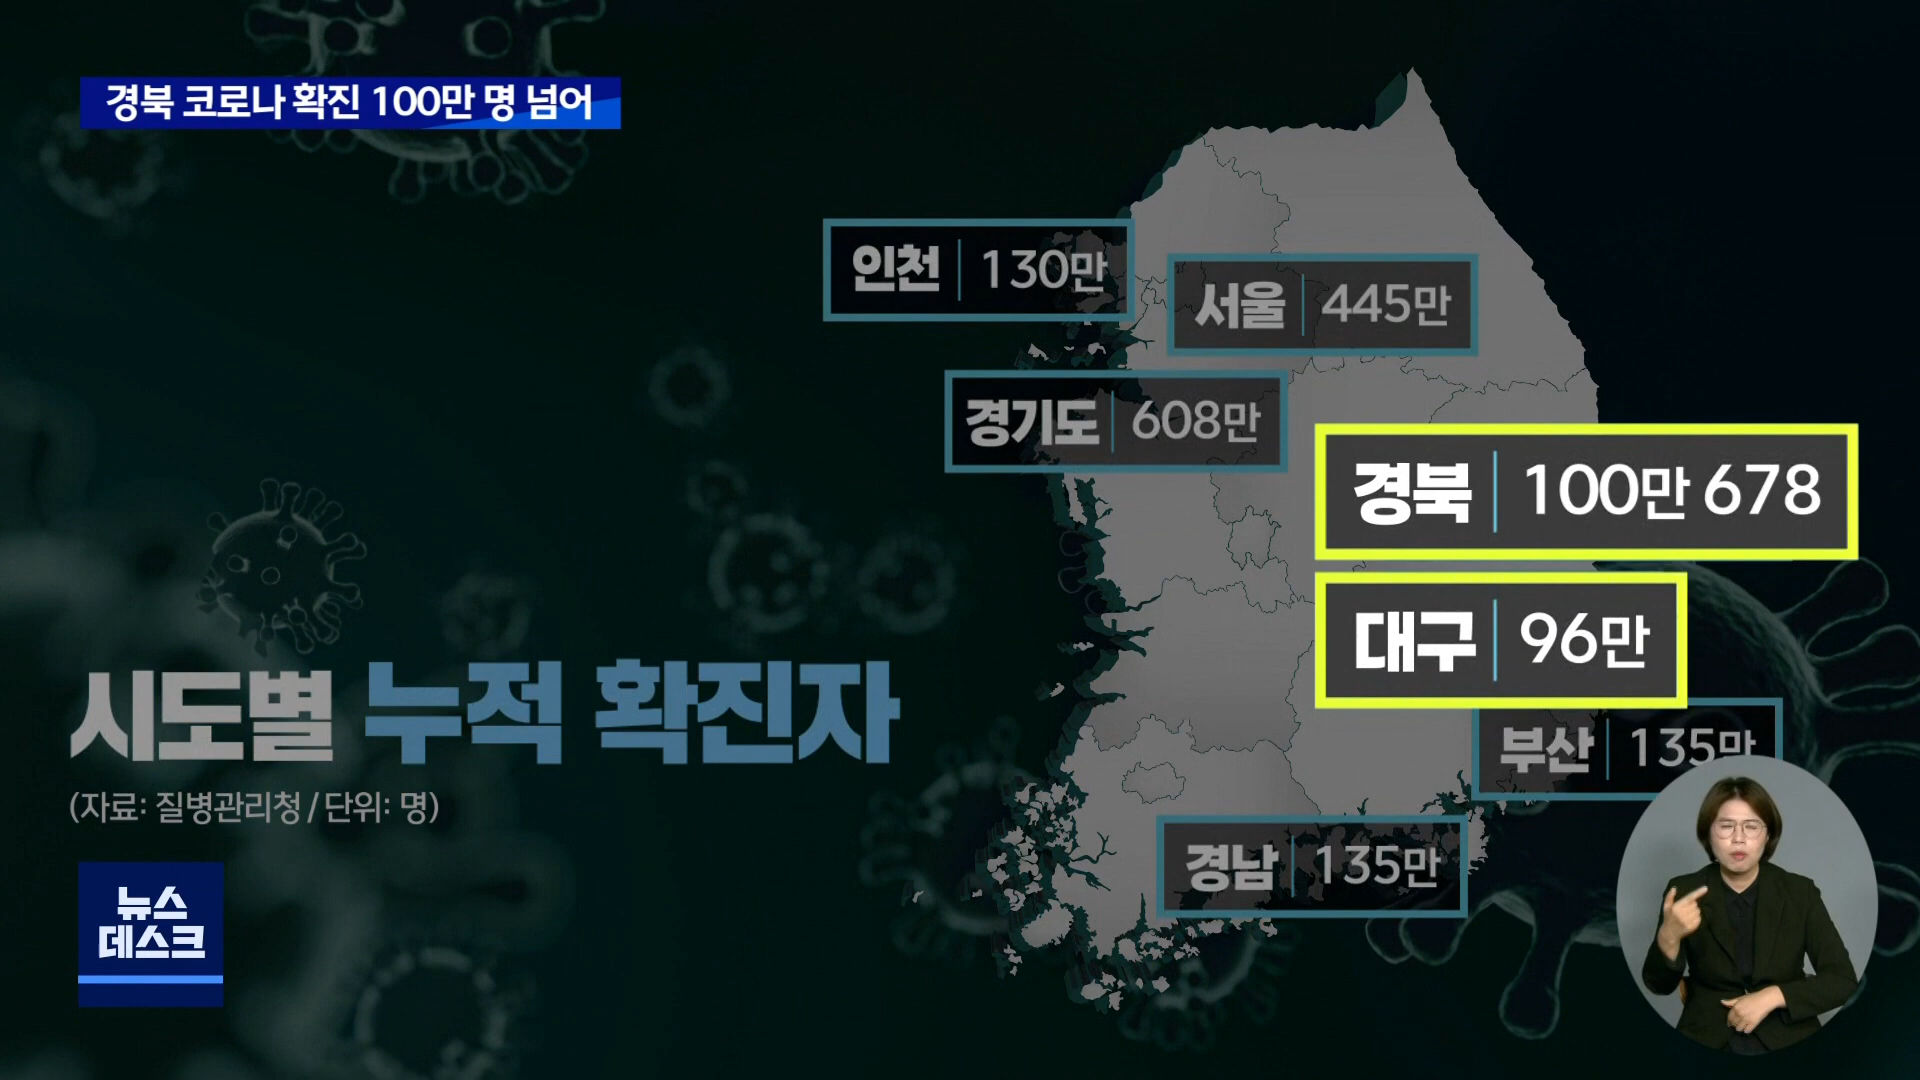 경북 코로나 확진 100만 명 넘어
인천 130만
서울 445만
경기도 608만
경북 100만 678
대구 96만
부산 135만
경남 135만
시도별 누적 확진자
(자료: 질병관리청 / 단위: 명)
뉴스
데스크